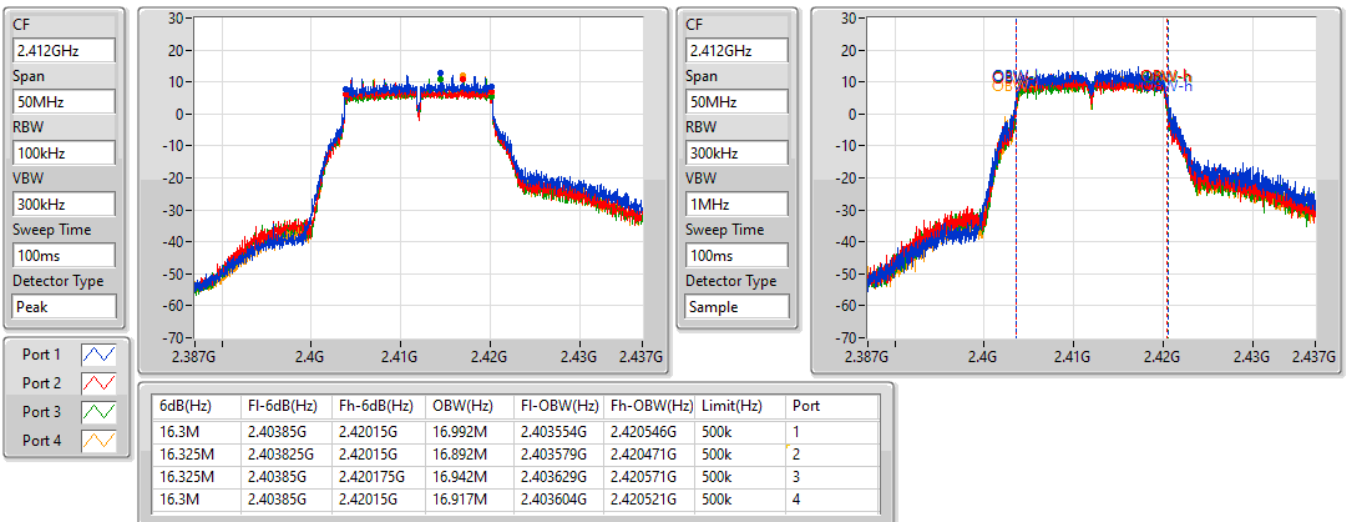 CF
2.412GHz
Span
50MHz
RBW
100kHz
VBW
300kHz
Sweep Time
100ms
Detector Type
Peak
30
20
10
0
-10
-20
-30
-40
-50
-60
-70
2.387G 2.4G 2.41G 2.42G 2.43G 2.437G
CF
2.412GHz
Span
50MHz
RBW
300kHz
VBW
1MHz
Sweep Time
100ms
Detector Type
Sample
30
20
10
0
-10
-20
-30
-40
-50
-60
-70
OBW-h
OBW-h
2.387G 2.4G 2.41G 2.42G 2.43G 2.437G
Port 1
Port 2
Port 3
Port 4
6dB(Hz) Fl-6dB(Hz) Fh-6dB(Hz) OBW(Hz) Fl-OBW(Hz) Fh-OBW(Hz) Limit(Hz) Port
16.3M 2.40385G 2.42015G 16.992M 2.403554G 2.420546G 500k 1
16.325M 2.403825G 2.42015G 16.892M 2.403579G 2.420471G 500k 2
16.325M 2.40385G 2.420175G 16.942M 2.403629G 2.420571G 500k 3
16.3M 2.40385G 2.42015G 16.917M 2.403604G 2.420521G 500k 4